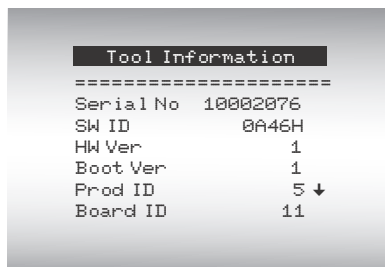 Tool Information
======================
Serial No 10002076
SW ID 0A46H
HW Ver 1
Boot Ver 1
Prod ID 5 ↓
Board ID 11